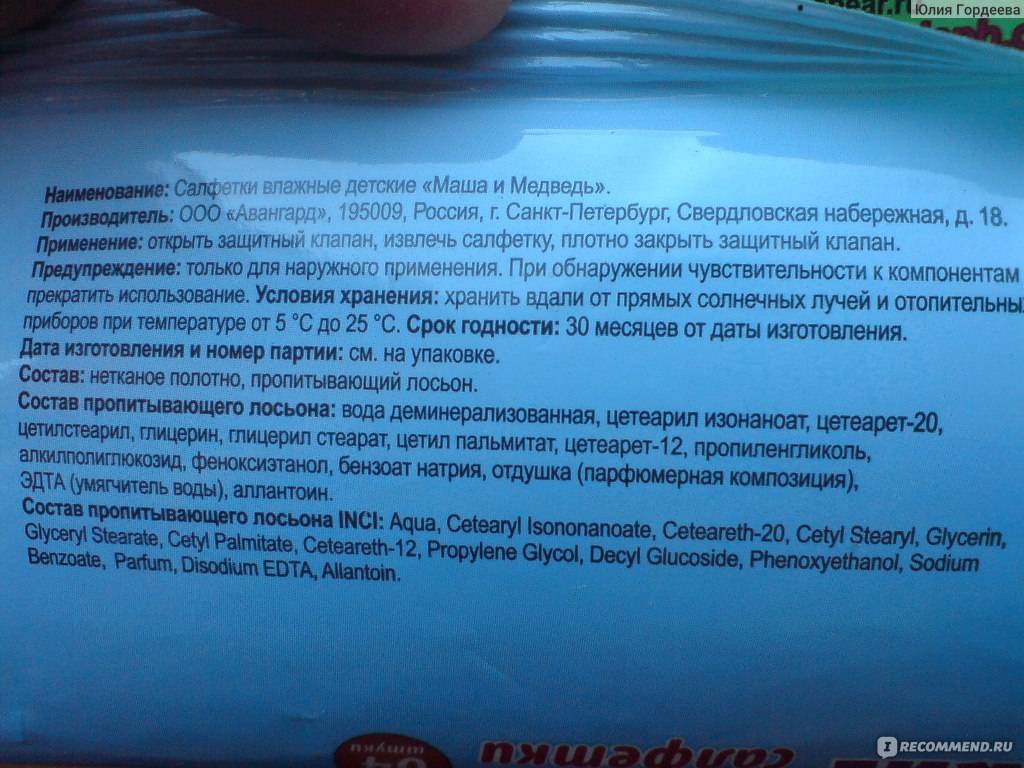 Юлия Гордеева
Наименование: Салфетки влажные детские «Маша и Медведь».
Производитель: ООО «Авангард», 195009, Россия, г. Санкт-Петербург, Свердловская набережная, д. 18.
Применение: открыть защитный клапан, извлечь салфетку, плотно закрыть защитный клапан.
Предупреждение: только для наружного применения. При обнаружении чувствительности к компонентам
прекратить использование. Условия хранения: хранить вдали от прямых солнечных лучей и отопительных
приборов при температуре от 5 °C до 25 °C. Срок годности: 30 месяцев от даты изготовления.
Дата изготовления и номер партии: см. на упаковке.
Состав: нетканое полотно, пропитывающий лосьон.
Состав пропитывающего лосьона: вода деминерализованная, цетеарил изонаноат, цетеарет-20,
цетилстеарил, глицерин, глицерил стеарат, цетил пальмитат, цетеарет-12, пропиленгликоль,
алкилполиглюкозид, феноксиэтанол, бензоат натрия, отдушка (парфюмерная композиция),
ЭДТА (умягчитель воды), аллантоин.
Состав пропитывающего лосьона INCI: Aqua, Cetearyl Isononanoate, Ceteareth-20, Cetyl Stearyl, Glycerin,
Glyceryl Stearate, Cetyl Palmitate, Ceteareth-12, Propylene Glycol, Decyl Glucoside, Phenoxyethanol, Sodium
Benzoate, Parfum, Disodium EDTA, Allantoin.
64 штуки
салфетки
IRECOMMEND.RU